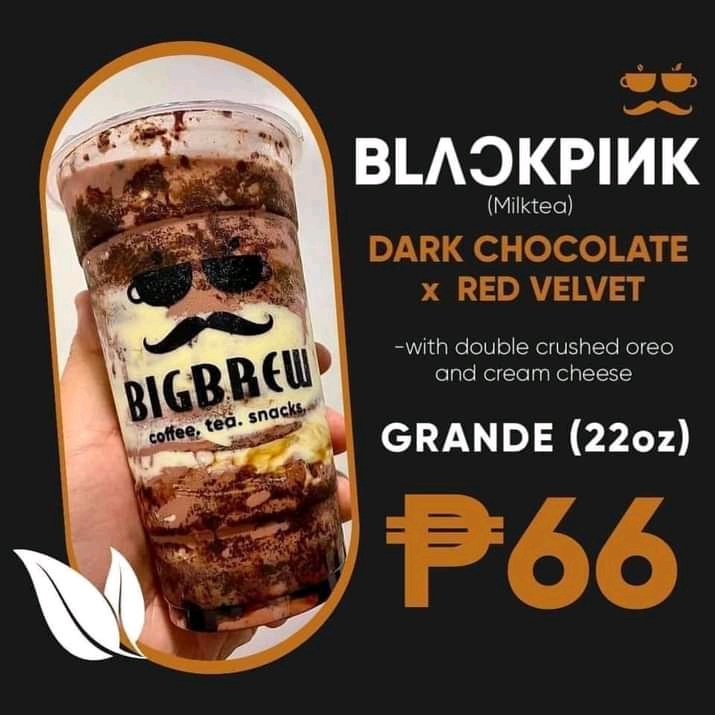 BLACKPINK
(Milktea)
DARK CHOCOLATE
x RED VELVET
-with double crushed oreo
and cream cheese
GRANDE (22oz)
₱66
BIGBREW
coffee. tea. snacks.